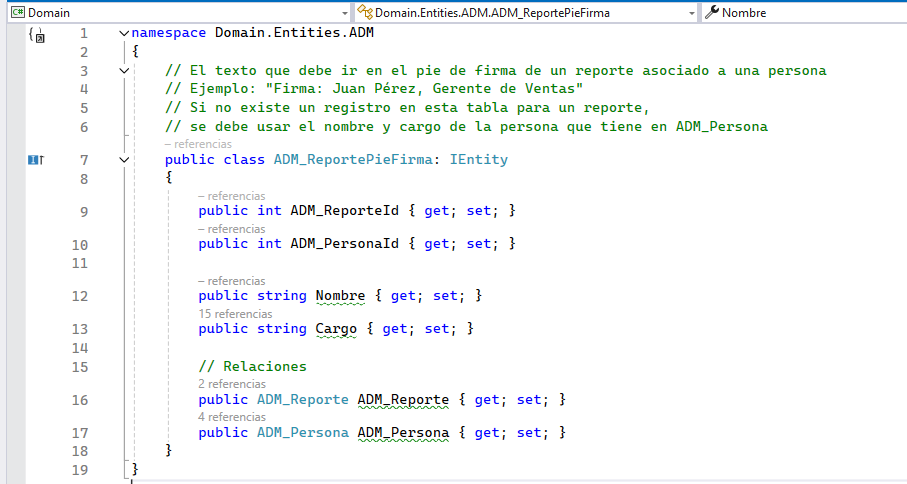 C# Domain
Domain.Entities.ADM.ADM_ReportePieFirma
Nombre
1 namespace Domain.Entities.ADM
2 {
3 // El texto que debe ir en el pie de firma de un reporte asociado a una persona
4 // Ejemplo: "Firma: Juan Pérez, Gerente de Ventas"
5 // Si no existe un registro en esta tabla para un reporte,
6 // se debe usar el nombre y cargo de la persona que tiene en ADM_Persona
– referencias
7 public class ADM_ReportePieFirma: IEntity
8 {
– referencias
9 public int ADM_ReporteId { get; set; }
– referencias
10 public int ADM_PersonaId { get; set; }
11
– referencias
12 public string Nombre { get; set; }
15 referencias
13 public string Cargo { get; set; }
14
15 // Relaciones
2 referencias
16 public ADM_Reporte ADM_Reporte { get; set; }
4 referencias
17 public ADM_Persona ADM_Persona { get; set; }
18 }
19 }